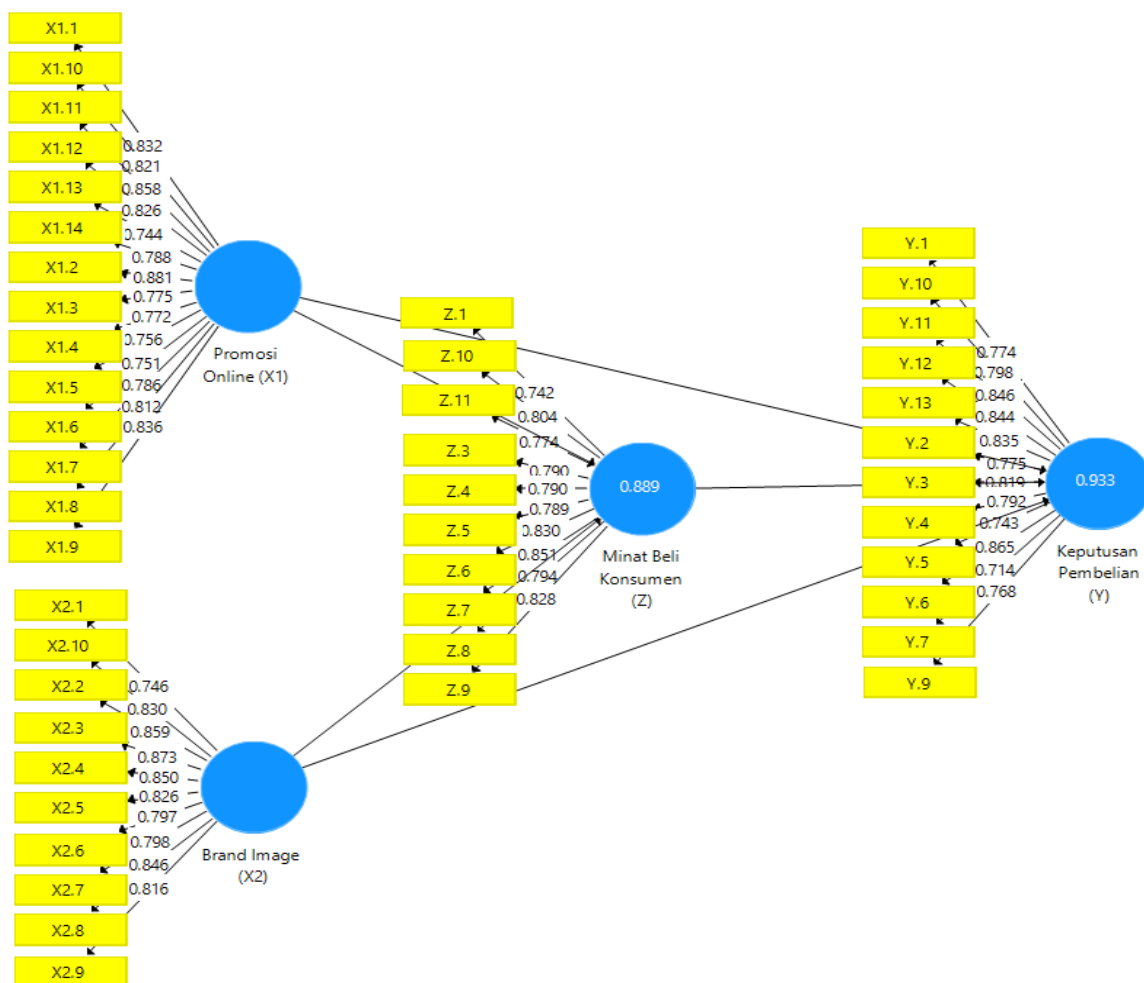 X1.1
X1.10
X1.11
X1.12
X1.13
X1.14
X1.2
X1.3
X1.4
X1.5
X1.6
X1.7
X1.8
X1.9
0.832
0.821
0.858
0.826
0.744
0.788
0.881
0.775
0.772
0.756
0.751
0.786
0.812
0.836
Promosi
Online (X1)
X2.1
X2.10
X2.2
X2.3
X2.4
X2.5
X2.6
X2.7
X2.8
X2.9
0.746
0.830
0.859
0.873
0.850
0.826
0.797
0.798
0.846
0.816
Brand Image
(X2)
Z.1
Z.10
Z.11
Z.3
Z.4
Z.5
Z.6
Z.7
Z.8
Z.9
0.742
0.804
0.774
0.790
0.790
0.789
0.830
0.851
0.794
0.828
0.889
Minat Beli
Konsumen
(Z)
Y.1
Y.10
Y.11
Y.12
Y.13
Y.2
Y.3
Y.4
Y.5
Y.6
Y.7
Y.9
0.774
0.798
0.846
0.844
0.835
0.775
0.819
0.792
0.743
0.865
0.714
0.768
0.933
Keputusan
Pembelian
(Y)